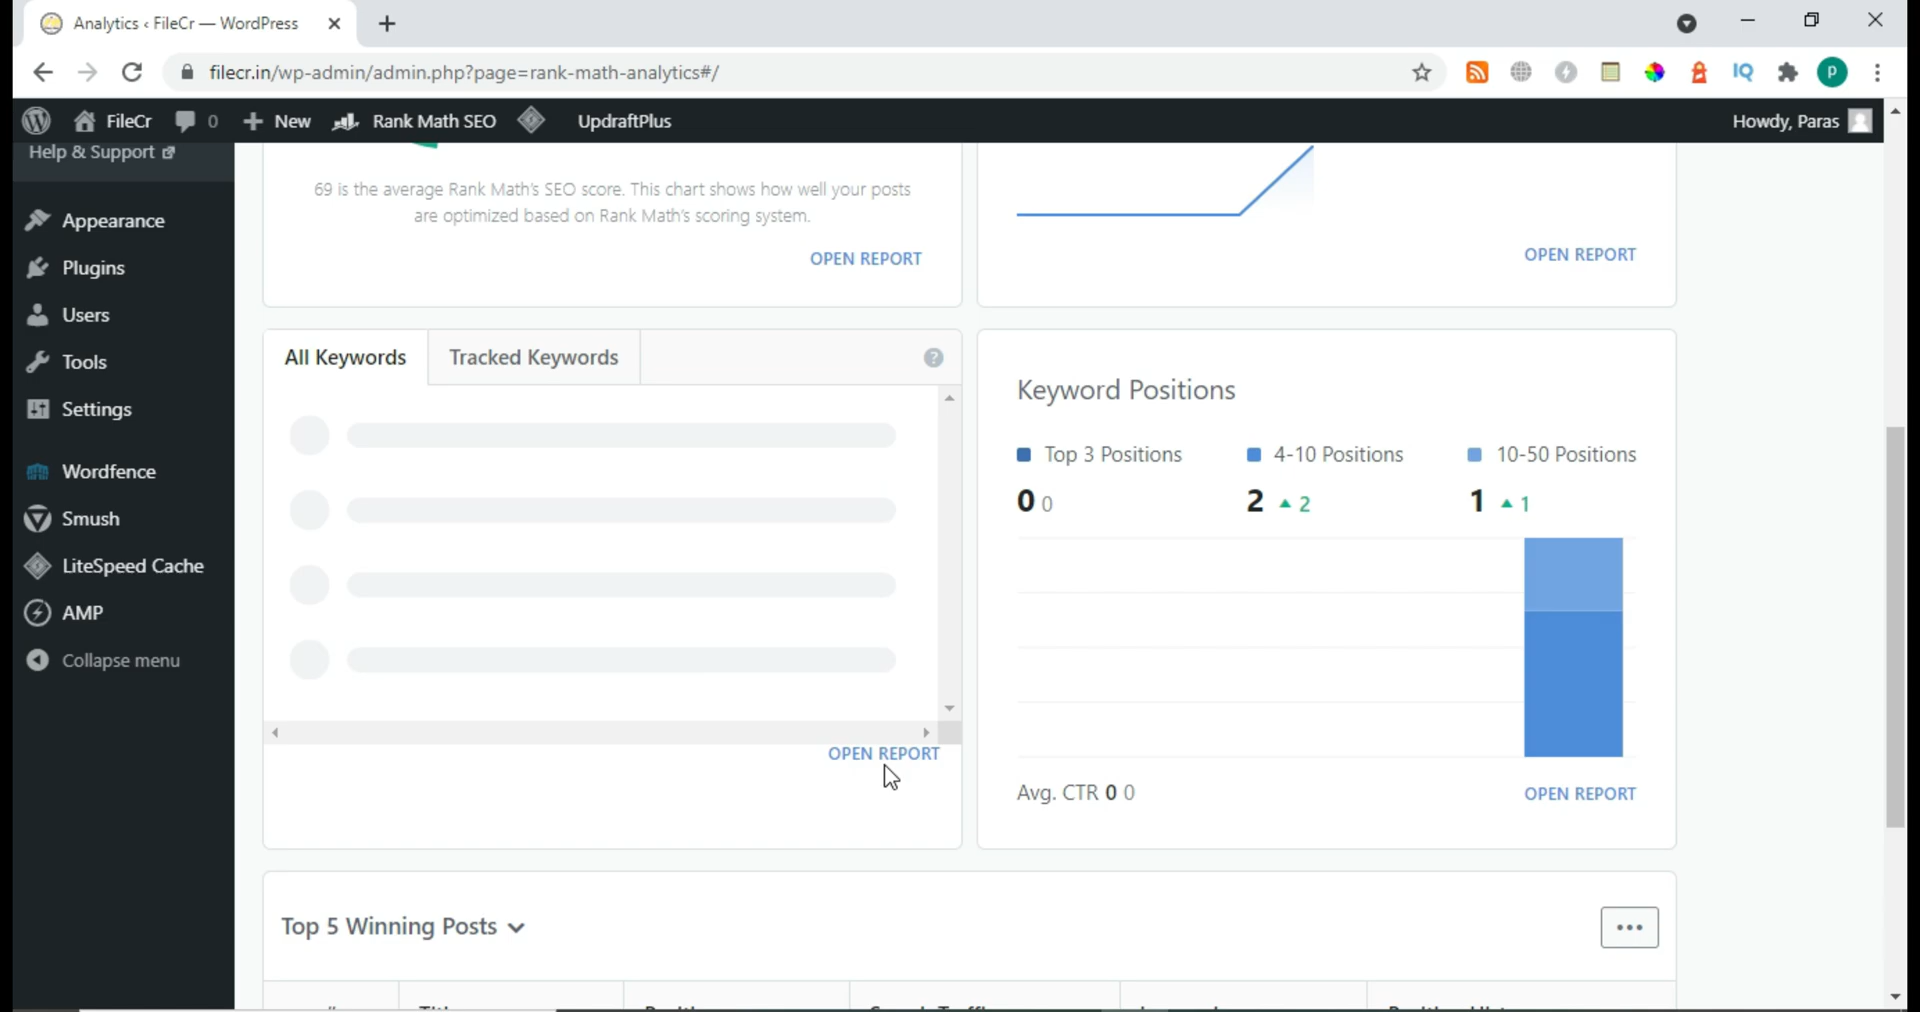 Analytics ‹ FileCr — WordPress
filecr.in/wp-admin/admin.php?page=rank-math-analytics#/
IQ
P
FileCr 0 New Rank Math SEO UpdraftPlus Howdy, Paras
Help & Support
Appearance
Plugins
Users
Tools
Settings
Wordfence
Smush
LiteSpeed Cache
AMP
Collapse menu
69 is the average Rank Math's SEO score. This chart shows how well your posts
are optimized based on Rank Math's scoring system.
OPEN REPORT
OPEN REPORT
All Keywords Tracked Keywords ?
OPEN REPORT
Keyword Positions
Top 3 Positions 4-10 Positions 10-50 Positions
0 0 2 2 1 1
Avg. CTR 0 0 OPEN REPORT
Top 5 Winning Posts